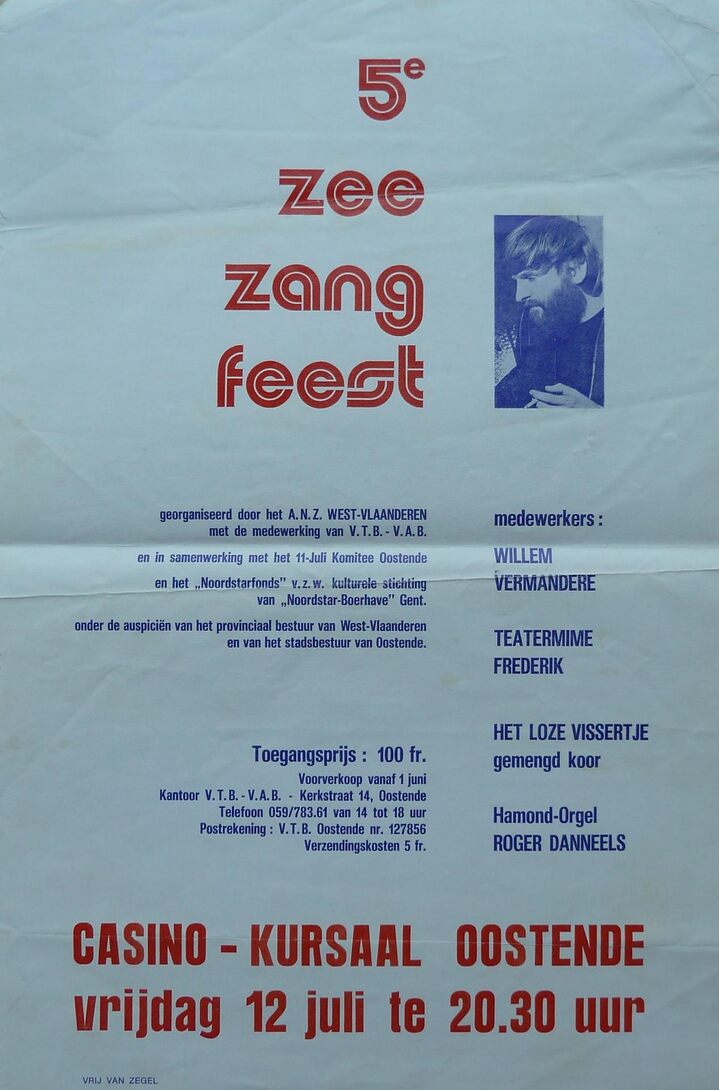 5e
zee
zang
feest
georganiseerd door het A.N.Z. WEST-VLAANDEREN
met de medewerking van V.T.B. - V.A.B.
en in samenwerking met het 11-Juli Komitee Oostende
en het „Noordstarfonds” v.z.w. kulturele stichting
van „Noordstar-Boerhave” Gent.
onder de auspiciën van het provinciaal bestuur van West-Vlaanderen
en van het stadsbestuur van Oostende.
medewerkers :
WILLEM
VERMANDERE
TEATERMIME
FREDERIK
HET LOZE VISSERTJE
gemengd koor
Hamond-Orgel
ROGER DANNEELS
Toegangsprijs : 100 fr.
Voorverkoop vanaf 1 juni
Kantoor V.T.B. - V.A.B. - Kerkstraat 14, Oostende
Telefoon 059/783.61 van 14 tot 18 uur
Postrekening : V.T.B. Oostende nr. 127856
Verzendingskosten 5 fr.
CASINO - KURSAAL OOSTENDE
vrijdag 12 juli te 20.30 uur
VRIJ VAN ZEGEL